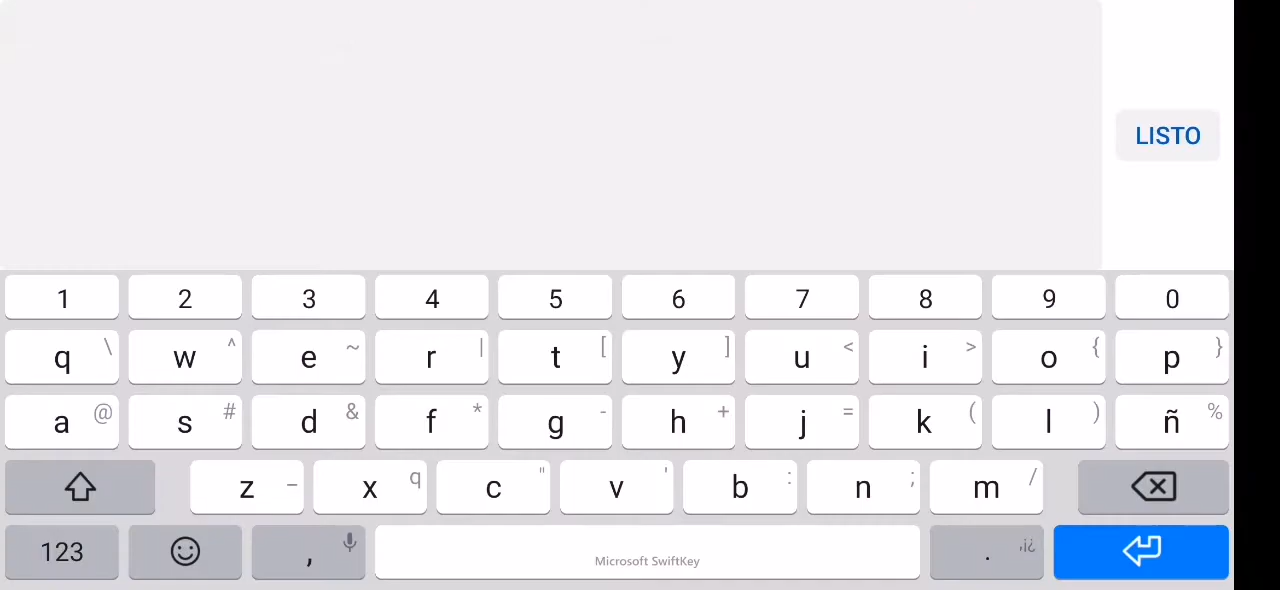 LISTO
1 2 3 4 5 6 7 8 9 0
q \ w ^ e ~ r | t [ y ] u < i > o { p }
a @ s # d & f * g - h + j = k ( l ) ñ %
z _ x q c " v ' b : n ; m /
123 , Microsoft SwiftKey . ,¡¿